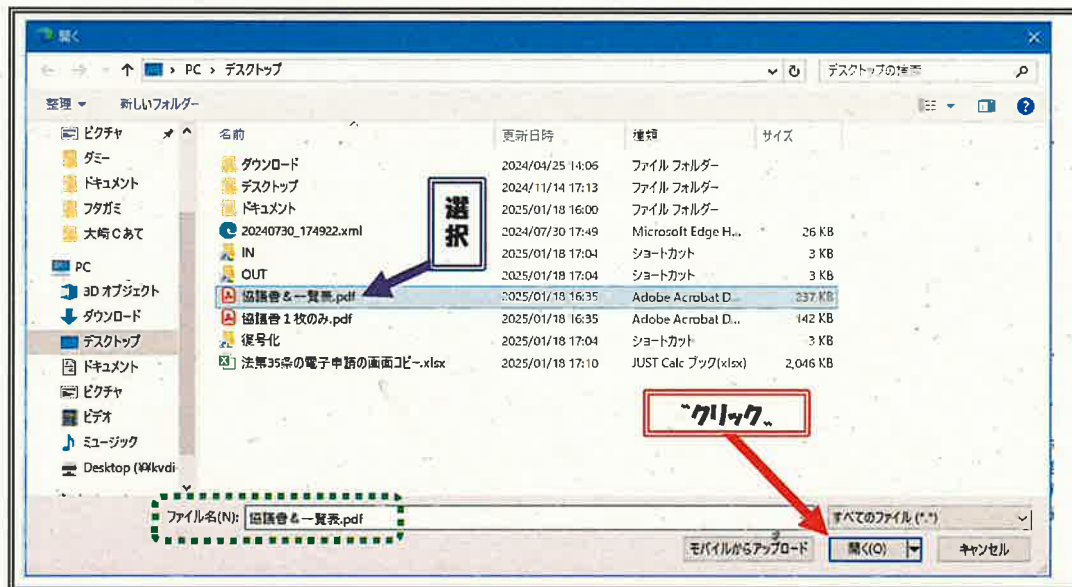 開く
PC › デスクトップ
デスクトップの検索
整理 新しいフォルダー
名前 更新日時 種類 サイズ
ピクチャ
ダミー
ドキュメント
フタガミ
大崎Cあて
PC
3D オブジェクト
ダウンロード
デスクトップ
ドキュメント
ピクチャ
ビデオ
ミュージック
Desktop (¥¥kvdi
ダウンロード 2024/04/25 14:06 ファイル フォルダー
デスクトップ 2024/11/14 17:13 ファイル フォルダー
ドキュメント 2025/01/18 16:00 ファイル フォルダー
20240730_174922.xml 2024/07/30 17:49 Microsoft Edge H... 26 KB
IN 2025/01/18 17:04 ショートカット 3 KB
OUT 2025/01/18 17:04 ショートカット 3 KB
協議書&一覧表.pdf 2025/01/18 16:35 Adobe Acrobat D... 237 KB
協議書1枚のみ.pdf 2025/01/18 16:35 Adobe Acrobat D... 142 KB
復号化 2025/01/18 17:04 ショートカット 3 KB
法第35条の電子申請の画面コピー.xlsx 2025/01/18 17:10 JUST Calc ブック(xlsx) 2,046 KB
選択
〝クリック〟
ファイル名(N): 協議書&一覧表.pdf
すべてのファイル (*.*)
モバイルからアップロード 開く(O) キャンセル